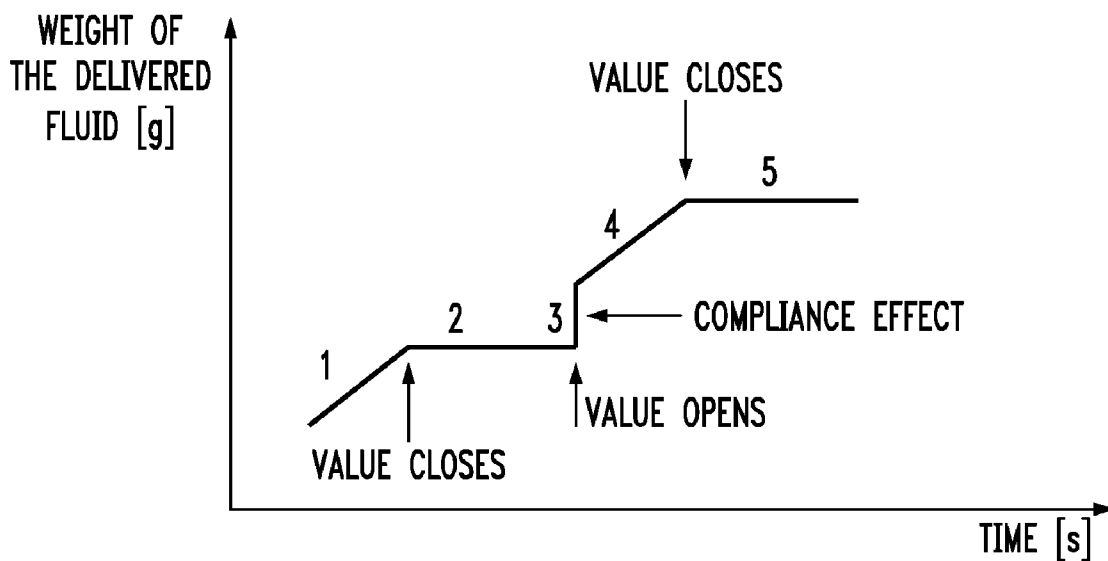 WEIGHT OF
THE DELIVERED
FLUID [g]
VALUE CLOSES
5
4
3
COMPLIANCE EFFECT
2
1
VALUE OPENS
VALUE CLOSES
TIME [s]